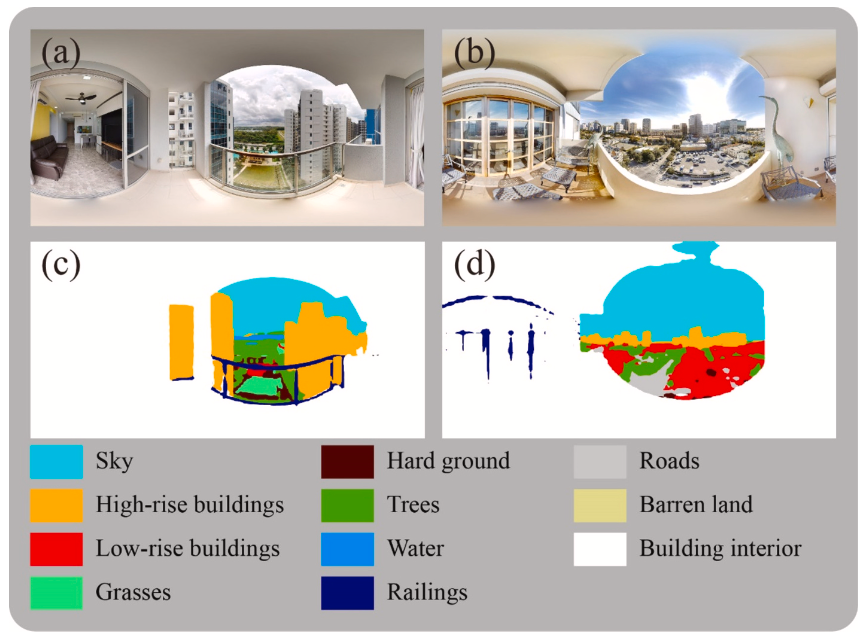 (a)
(b)
(c)
(d)
Sky
Hard ground
Roads
High-rise buildings
Trees
Barren land
Low-rise buildings
Water
Building interior
Grasses
Railings